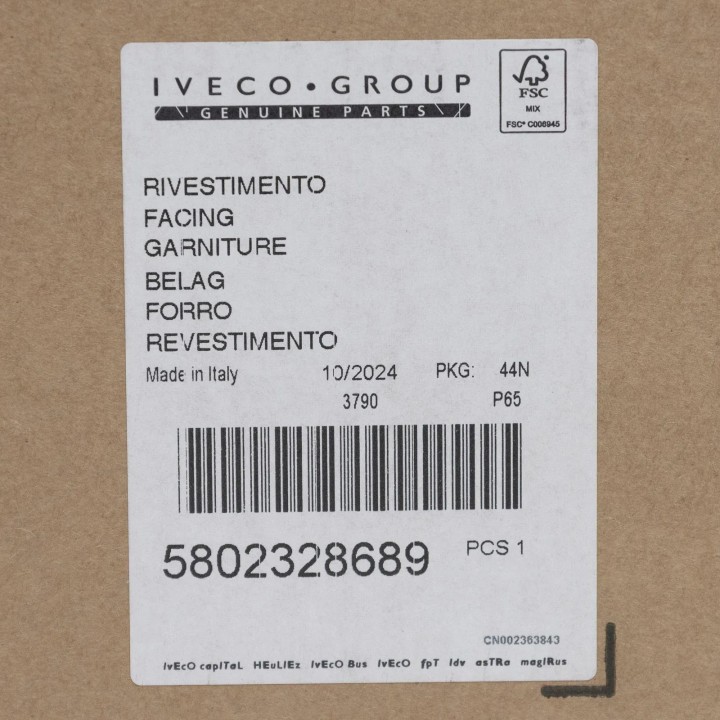 IVECO • GROUP
GENUINE PARTS
FSC
MIX
FSC® C006945
RIVESTIMENTO
FACING
GARNITURE
BELAG
FORRO
REVESTIMENTO
Made in Italy 10/2024 PKG: 44N
3790 P65
5802328689 PCS 1
CN002363843
IvEcO capITaL HEuLIEz IvEcO Bus IvEcO fpT Idv asTRa magIRus